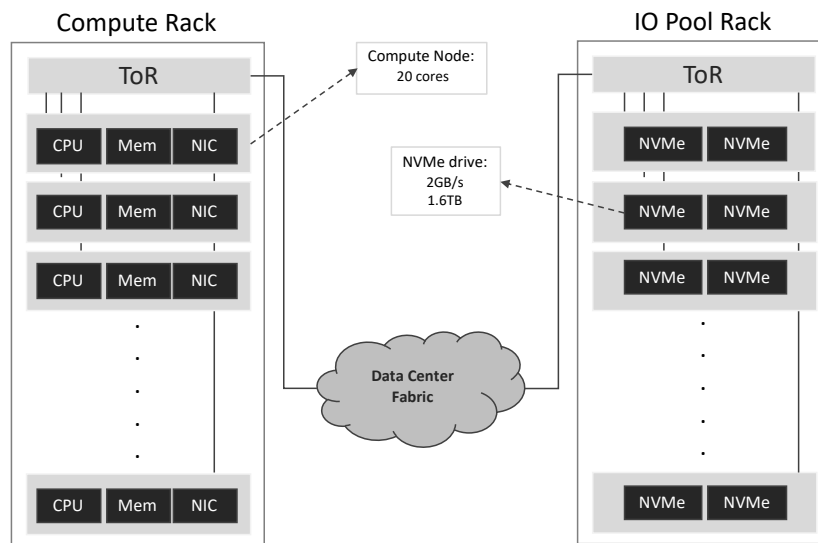 Compute Rack
IO Pool Rack
ToR
Compute Node:
20 cores
ToR
CPU Mem NIC
NVMe NVMe
NVMe drive:
2GB/s
1.6TB
CPU Mem NIC
NVMe NVMe
CPU Mem NIC
NVMe NVMe
Data Center
Fabric
CPU Mem NIC
NVMe NVMe